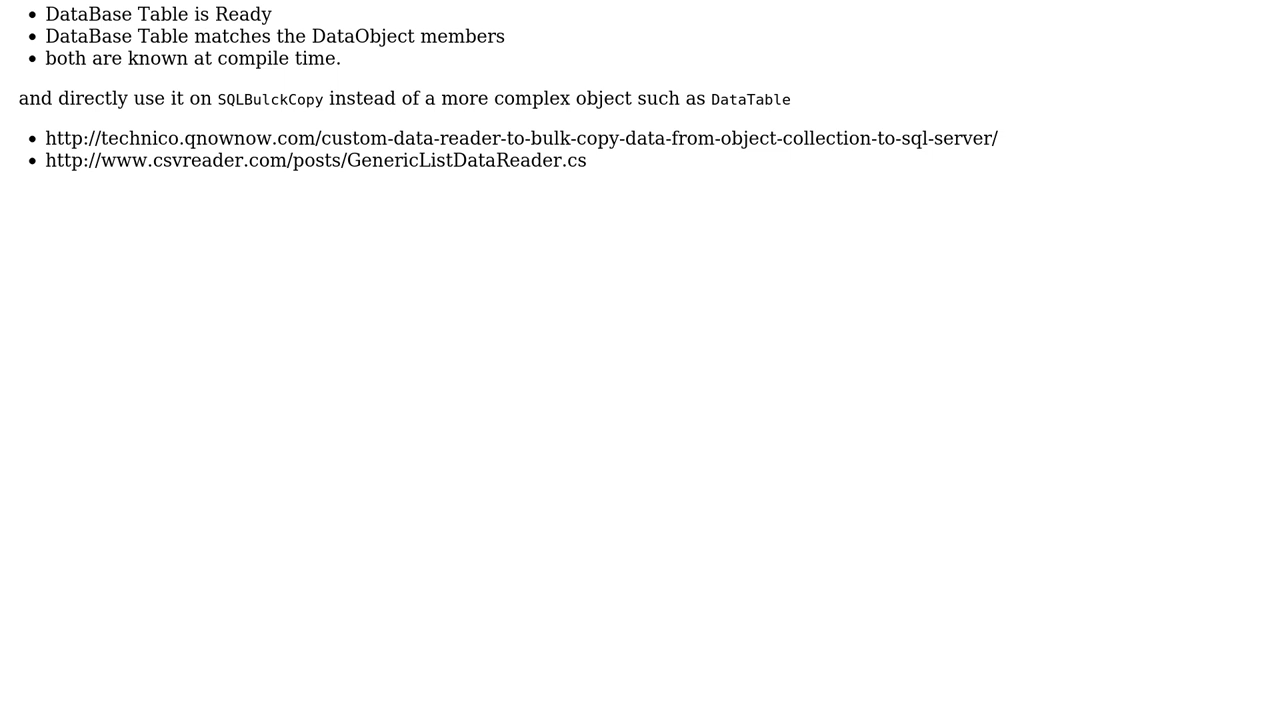 DataBase Table is Ready
DataBase Table matches the DataObject members
both are known at compile time.
and directly use it on SQLBulckCopy instead of a more complex object such as DataTable
http://technico.qnownow.com/custom-data-reader-to-bulk-copy-data-from-object-collection-to-sql-server/
http://www.csvreader.com/posts/GenericListDataReader.cs